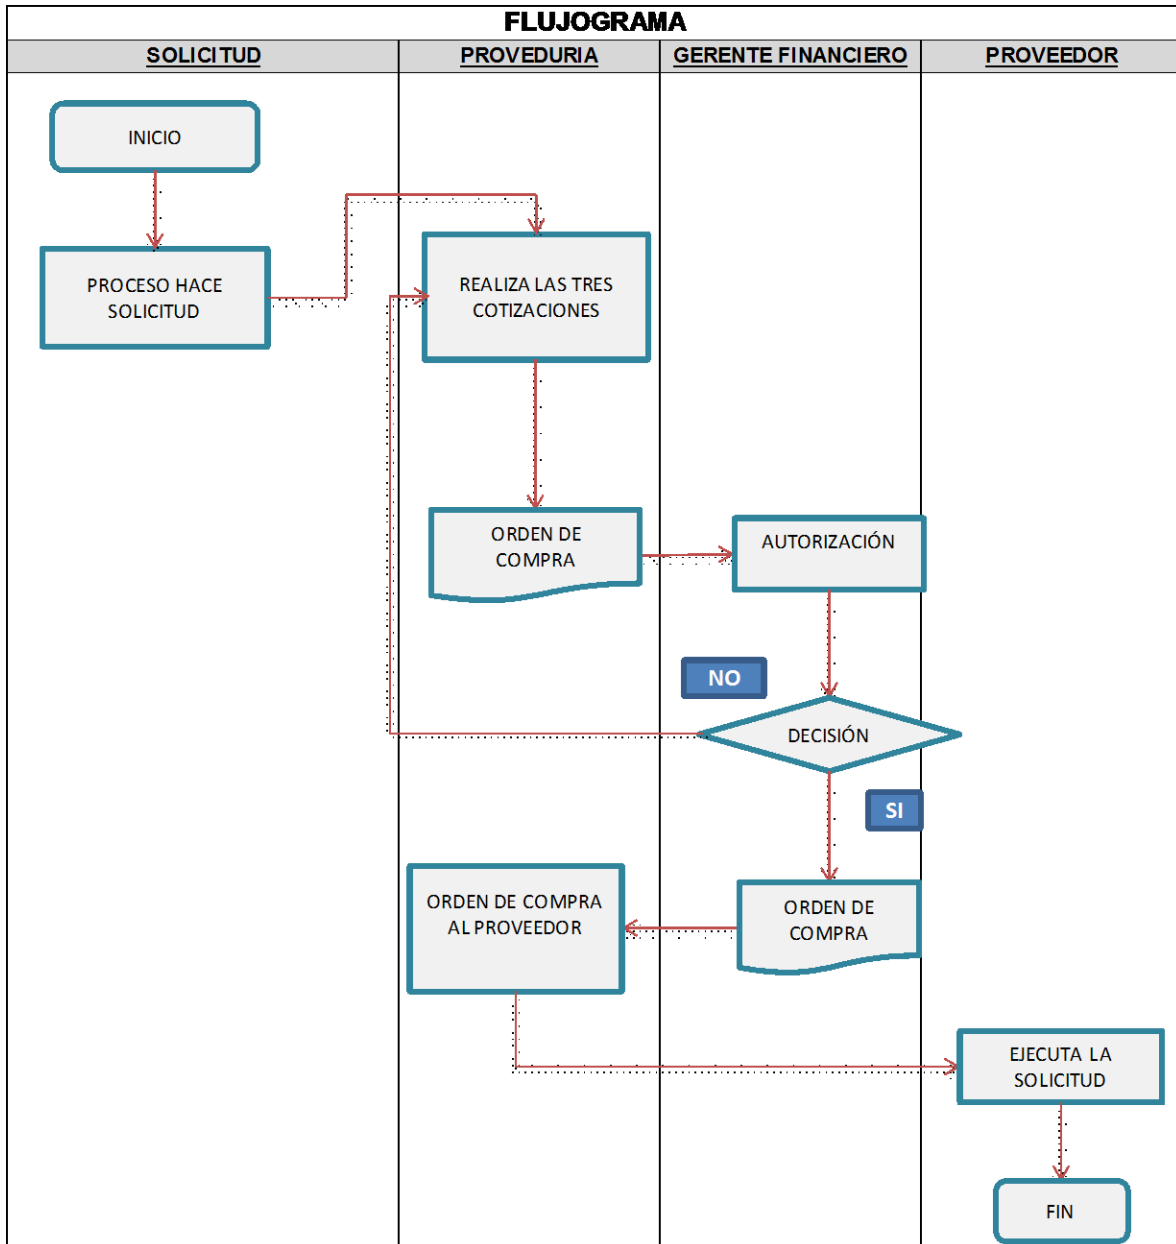 FLUJOGRAMA
SOLICITUD
PROVEDURIA
GERENTE FINANCIERO
PROVEEDOR
INICIO
PROCESO HACE
SOLICITUD
REALIZA LAS TRES
COTIZACIONES
ORDEN DE
COMPRA
AUTORIZACIÓN
NO
DECISIÓN
SI
ORDEN DE COMPRA
AL PROVEEDOR
ORDEN DE
COMPRA
EJECUTA LA
SOLICITUD
FIN